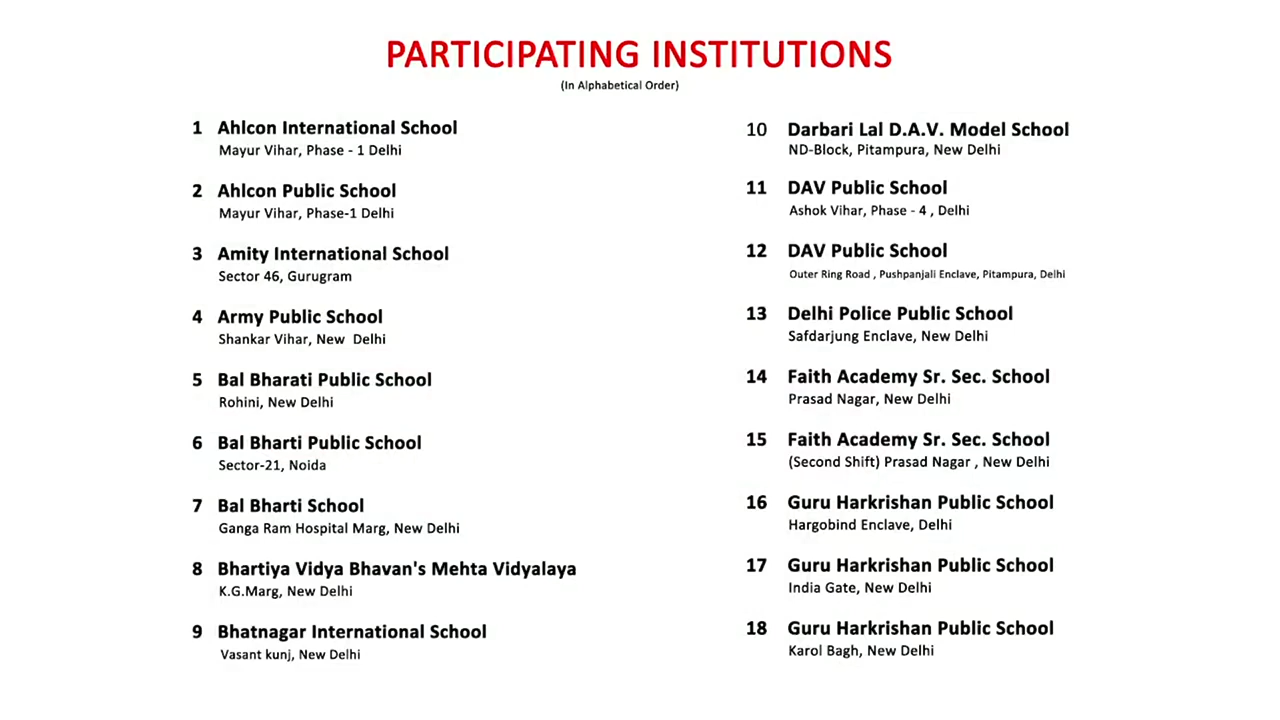 PARTICIPATING INSTITUTIONS
(In Alphabetical Order)
1 Ahlcon International School
Mayur Vihar, Phase - 1 Delhi
2 Ahlcon Public School
Mayur Vihar, Phase-1 Delhi
3 Amity International School
Sector 46, Gurugram
4 Army Public School
Shankar Vihar, New Delhi
5 Bal Bharati Public School
Rohini, New Delhi
6 Bal Bharti Public School
Sector-21, Noida
7 Bal Bharti School
Ganga Ram Hospital Marg, New Delhi
8 Bhartiya Vidya Bhavan's Mehta Vidyalaya
K.G.Marg, New Delhi
9 Bhatnagar International School
Vasant kunj, New Delhi
10 Darbari Lal D.A.V. Model School
ND-Block, Pitampura, New Delhi
11 DAV Public School
Ashok Vihar, Phase - 4 , Delhi
12 DAV Public School
Outer Ring Road , Pushpanjali Enclave, Pitampura, Delhi
13 Delhi Police Public School
Safdarjung Enclave, New Delhi
14 Faith Academy Sr. Sec. School
Prasad Nagar, New Delhi
15 Faith Academy Sr. Sec. School
(Second Shift) Prasad Nagar , New Delhi
16 Guru Harkrishan Public School
Hargobind Enclave, Delhi
17 Guru Harkrishan Public School
India Gate, New Delhi
18 Guru Harkrishan Public School
Karol Bagh, New Delhi